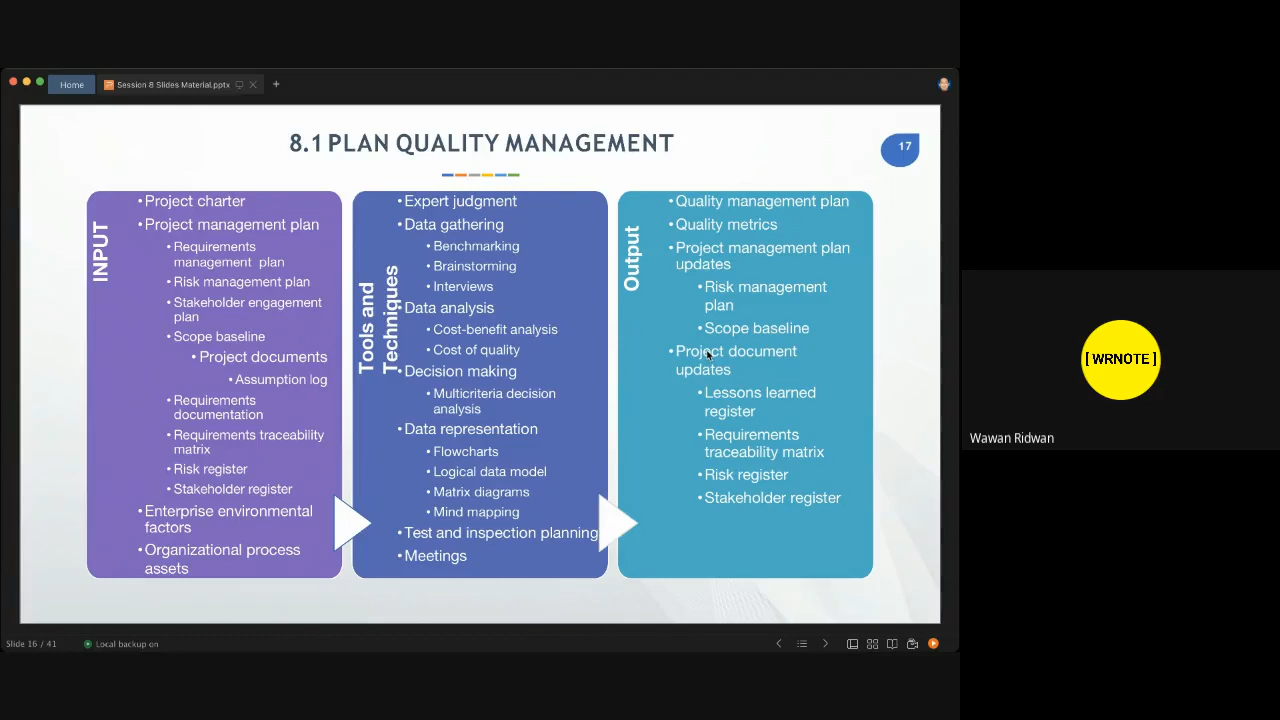 Home
Session 8 Slides Material.pptx
8.1 PLAN QUALITY MANAGEMENT
17
INPUT
•Project charter
•Project management plan
•Requirements
management plan
•Risk management plan
•Stakeholder engagement
plan
•Scope baseline
•Project documents
•Assumption log
•Requirements
documentation
•Requirements traceability
matrix
•Risk register
•Stakeholder register
•Enterprise environmental
factors
•Organizational process
assets
Tools and
Techniques
•Expert judgment
•Data gathering
•Benchmarking
•Brainstorming
•Interviews
•Data analysis
•Cost-benefit analysis
•Cost of quality
•Decision making
•Multicriteria decision
analysis
•Data representation
•Flowcharts
•Logical data model
•Matrix diagrams
•Mind mapping
•Test and inspection planning
•Meetings
Output
•Quality management plan
•Quality metrics
•Project management plan
updates
•Risk management
plan
•Scope baseline
•Project document
updates
•Lessons learned
register
•Requirements
traceability matrix
•Risk register
•Stakeholder register
Slide 16 / 41
Local backup on
[ WRNOTE ]
Wawan Ridwan